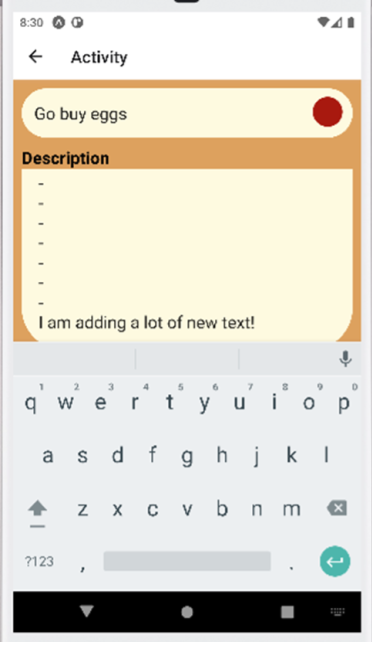 8:30
Activity
Go buy eggs
Description
-
-
-
-
-
-
-
I am adding a lot of new text!
1 2 3 4 5 6 7 8 9 0
q w e r t y u i o p
a s d f g h j k l
z x c v b n m
?123 , .